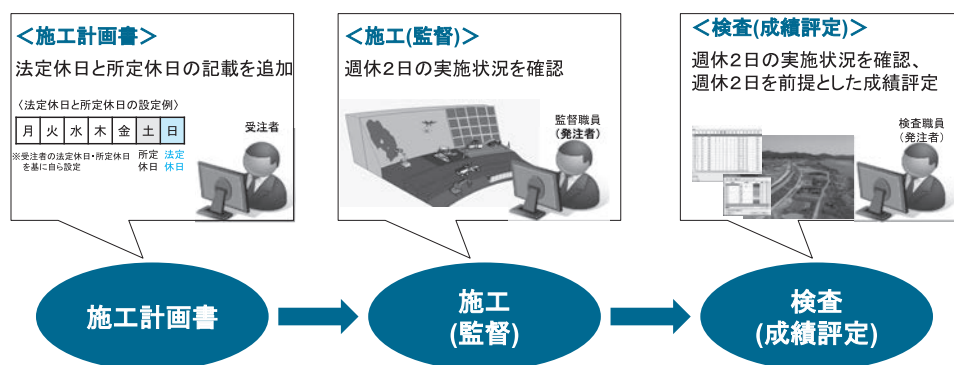 ＜施工計画書＞
法定休日と所定休日の記載を追加
〈法定休日と所定休日の設定例〉
月 火 水 木 金 土 日
※受注者の法定休日・所定休日
を基に自ら設定
所定
休日
法定
休日
受注者
＜施工(監督)＞
週休２日の実施状況を確認
監督職員
(発注者)
＜検査(成績評定)＞
週休２日の実施状況を確認、
週休２日を前提とした成績評定
検査職員
(発注者)
施工計画書
施工
(監督)
検査
(成績評定)